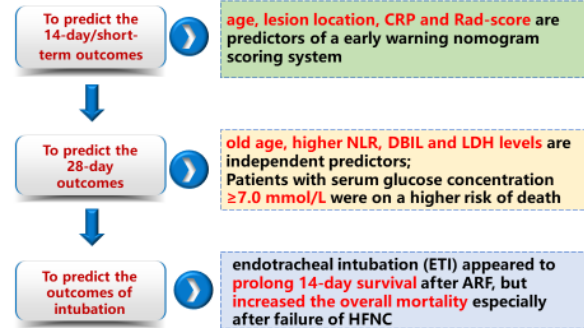 To predict the
14-day/short-
term outcomes
age, lesion location, CRP and Rad-score are
predictors of a early warning nomogram
scoring system
To predict the
28-day
outcomes
old age, higher NLR, DBIL and LDH levels are
independent predictors;
Patients with serum glucose concentration
≥7.0 mmol/L were on a higher risk of death
To predict the
outcomes of
intubation
endotracheal intubation (ETI) appeared to
prolong 14-day survival after ARF, but
increased the overall mortality especially
after failure of HFNC